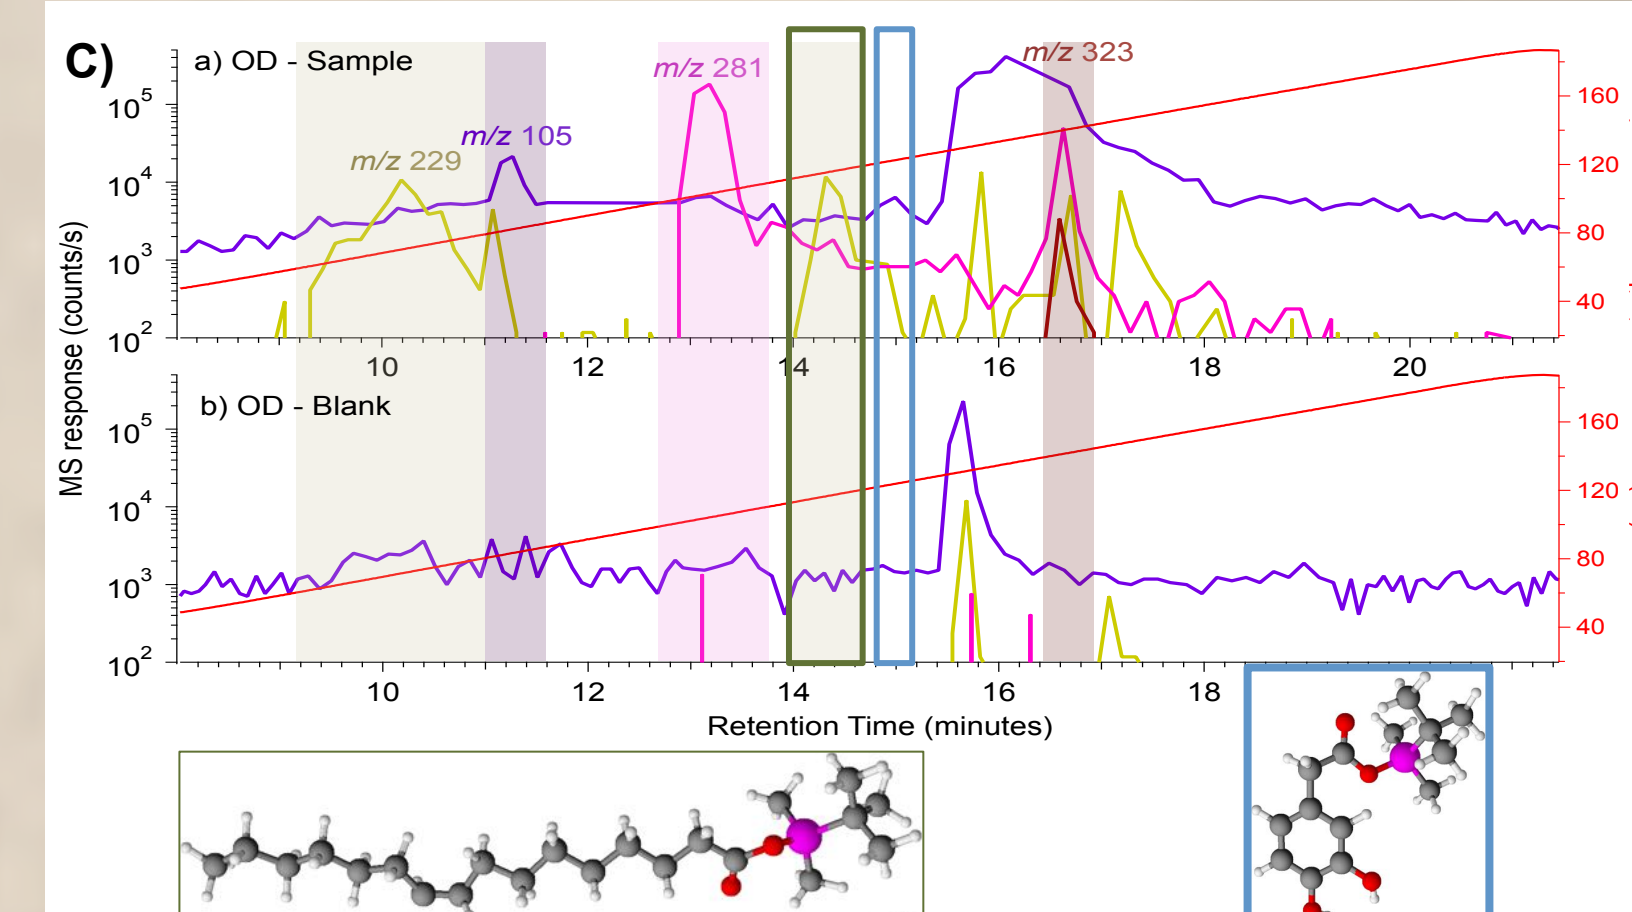 C)
a) OD - Sample
m/z 229
m/z 105
m/z 281
m/z 323
10^5
10^4
10^3
10^2
160
120
80
40
10 12 14 16 18 20
b) OD - Blank
10^5
10^4
10^3
10^2
160
120
80
40
10 12 14 16 18
MS response (counts/s)
Retention Time (minutes)